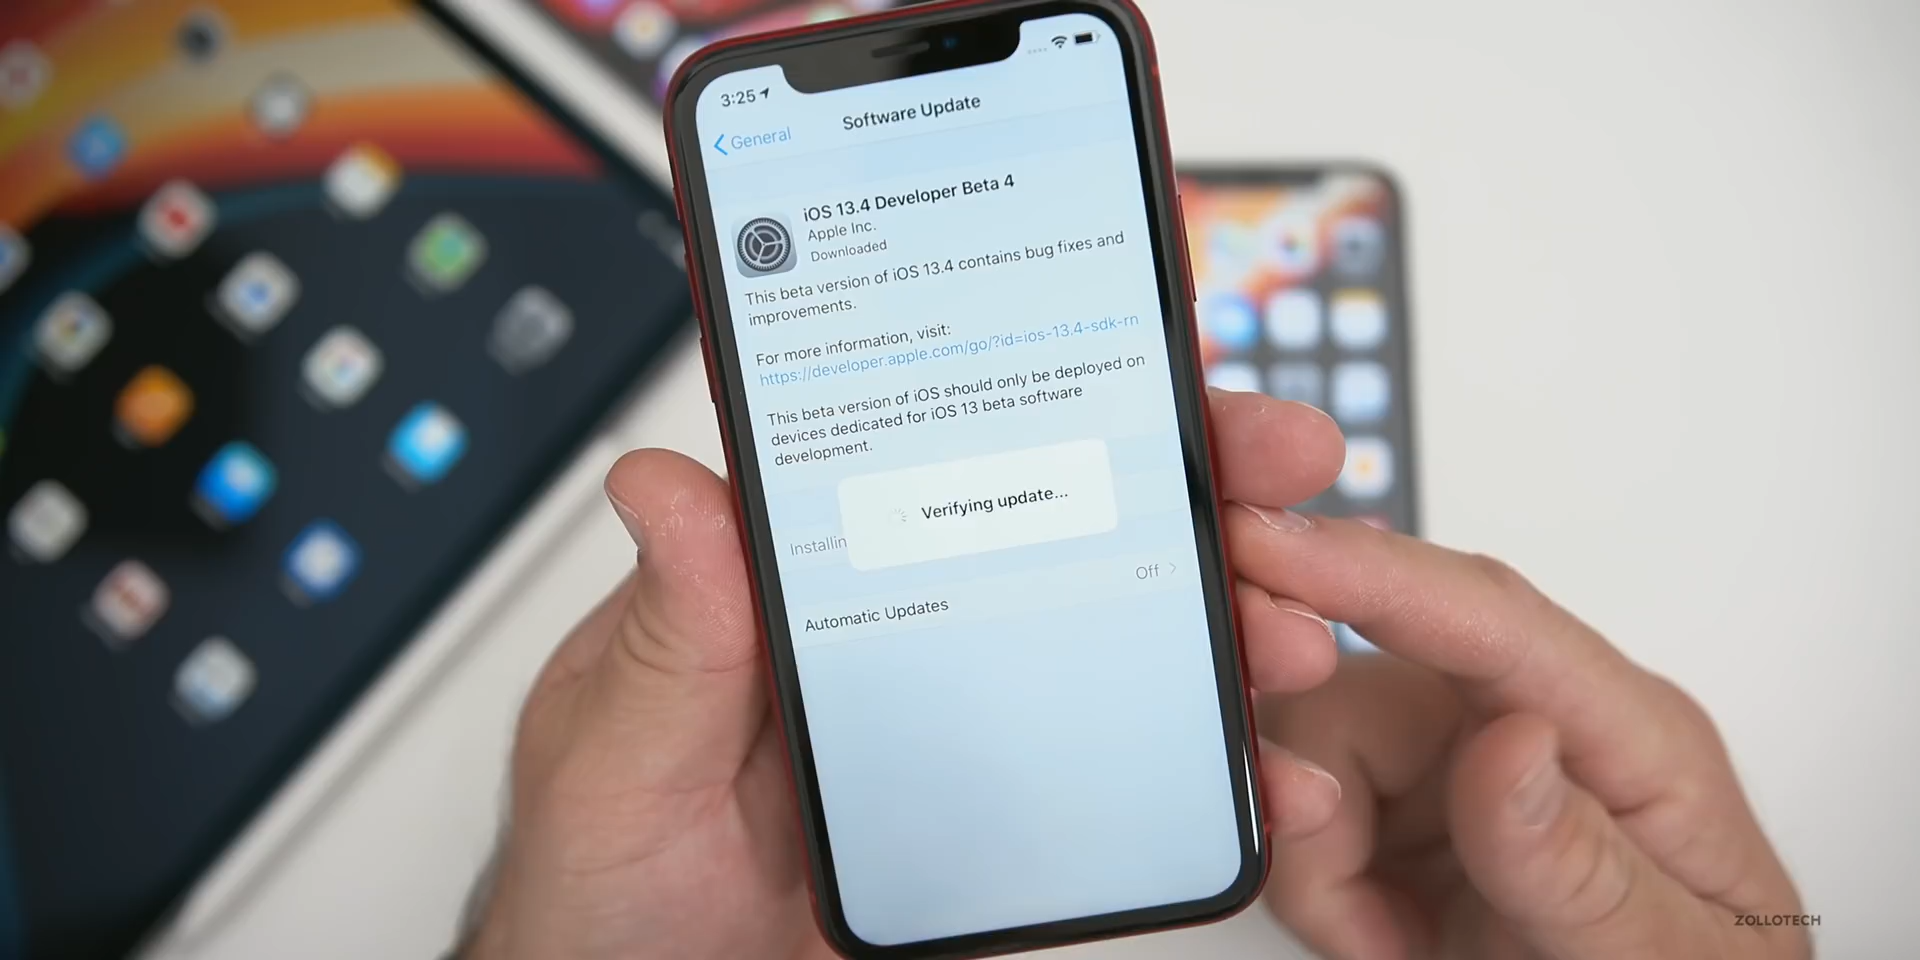 3:25
General
Software Update
iOS 13.4 Developer Beta 4
Apple Inc.
Downloaded
This beta version of iOS 13.4 contains bug fixes and
improvements.
For more information, visit:
https://developer.apple.com/go/?id=ios-13.4-sdk-rn
This beta version of iOS should only be deployed on
devices dedicated for iOS 13 beta software
development.
Verifying update...
Installin
Automatic Updates
Off
ZOLLOTECH